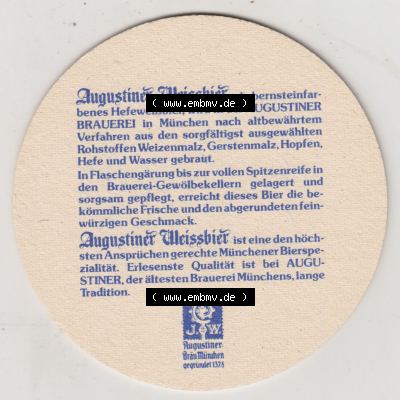 Augustiner Weissbier bernsteinfar-
benes AUGUSTINER
BRAUEREI in München nach altbewährtem
Verfahren aus den sorgfältigst ausgewählten
Rohstoffen Weizenmalz, Gerstenmalz, Hopfen,
Hefe und Wasser gebraut.
In Flaschengärung bis zur vollen Spitzenreife in
den Brauerei-Gewölbekellern gelagert und
sorgsam gepflegt, erreicht dieses Bier die be-
kömmliche Frische und den abgerundeten fein-
würzigen Geschmack.
Augustiner Weissbier ist eine den höch-
sten Ansprüchen gerechte Münchener Bierspe-
zialität. Erlesenste Qualität ist bei AUGU-
STINER, der ältesten Brauerei Münchens, lange
Tradition.
J. W.
Augustiner
Bräu München
gegründet 1328
( www.embmv.de )
( www.embmv.de )